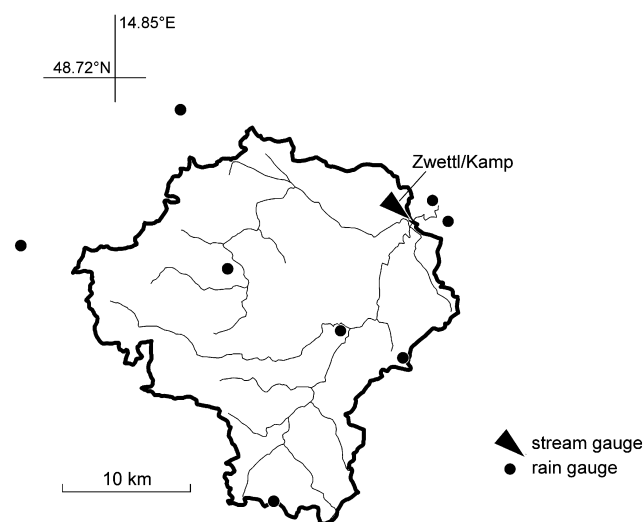 14.85°E
48.72°N
Zwettl/Kamp
stream gauge
rain gauge
10 km